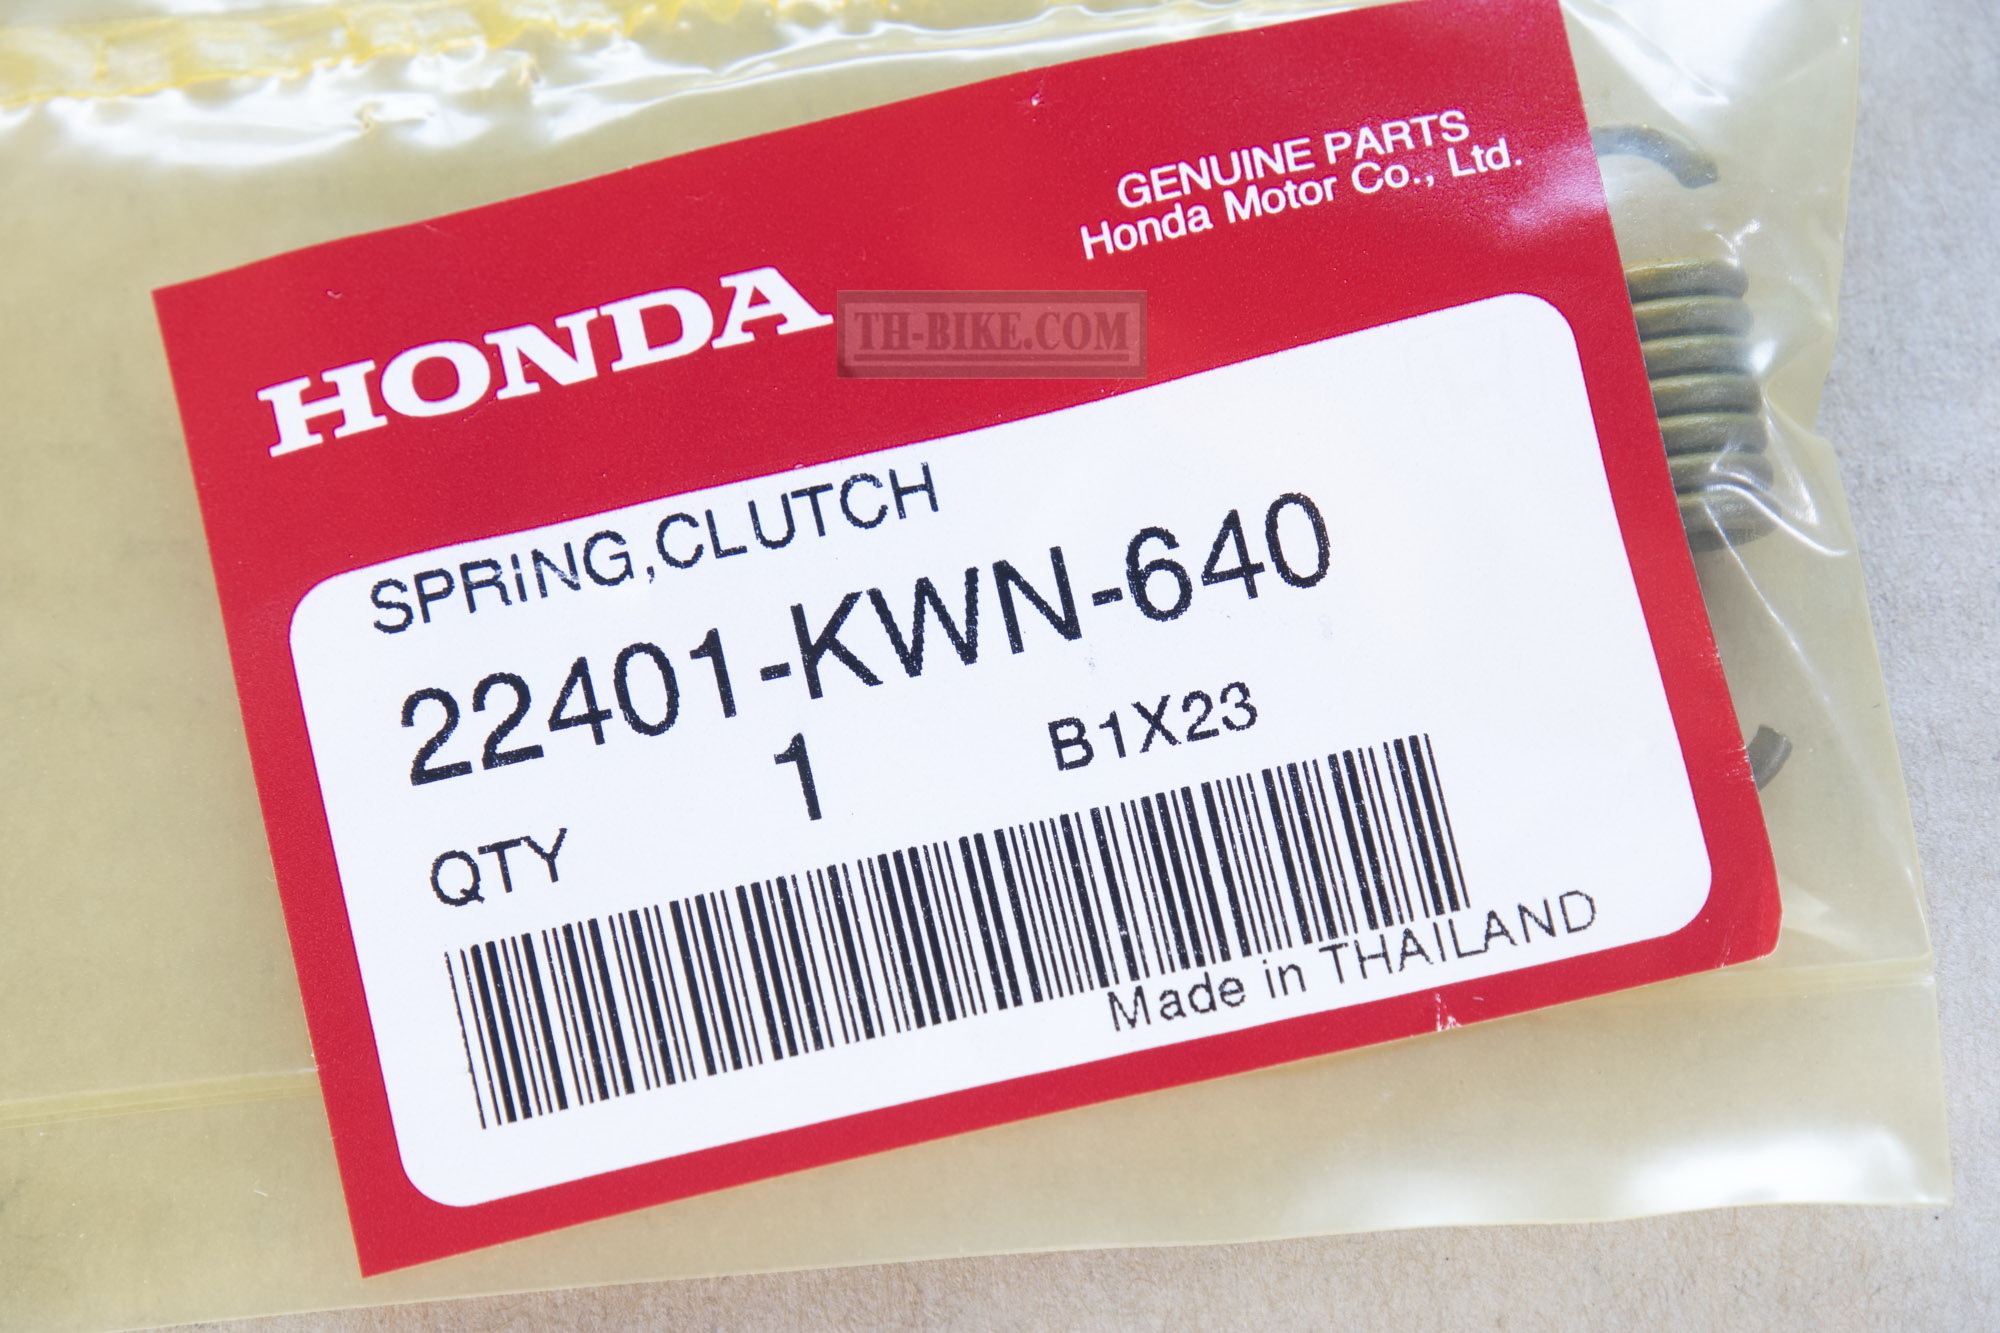 GENUINE PARTS
Honda Motor Co., Ltd.
HONDA
TH-BIKE.COM
SPRING,CLUTCH
22401-KWN-640
1
B1X23
QTY
Made in THAILAND